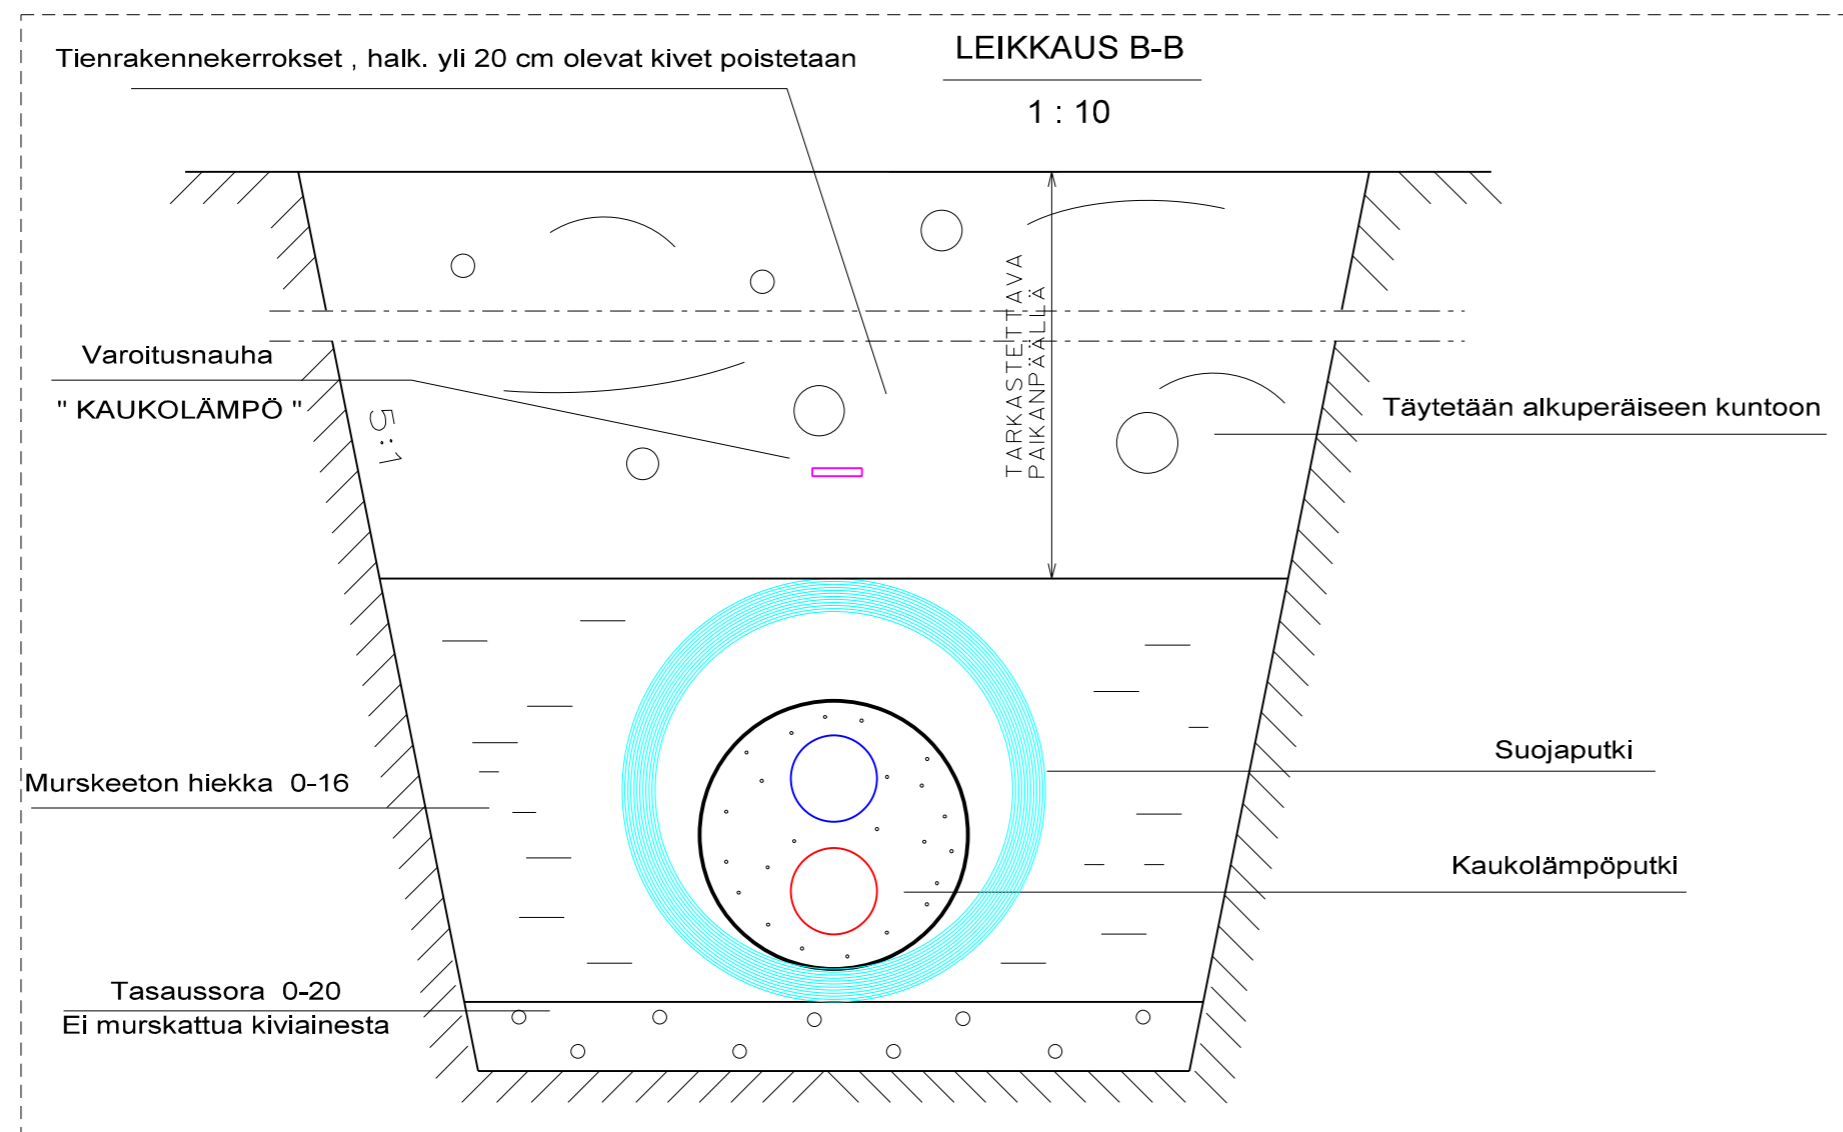 Tienrakennekerrokset , halk. yli 20 cm olevat kivet poistetaan
LEIKKAUS B-B
1 : 10
TARKASTETTAVA
PAIKANPÄÄLLÄ
Varoitusnauha
" KAUKOLÄMPÖ "
5:1
Täytetään alkuperäiseen kuntoon
Suojaputki
Murskeeton hiekka 0-16
Kaukolämpöputki
Tasaussora 0-20
Ei murskattua kiviainesta